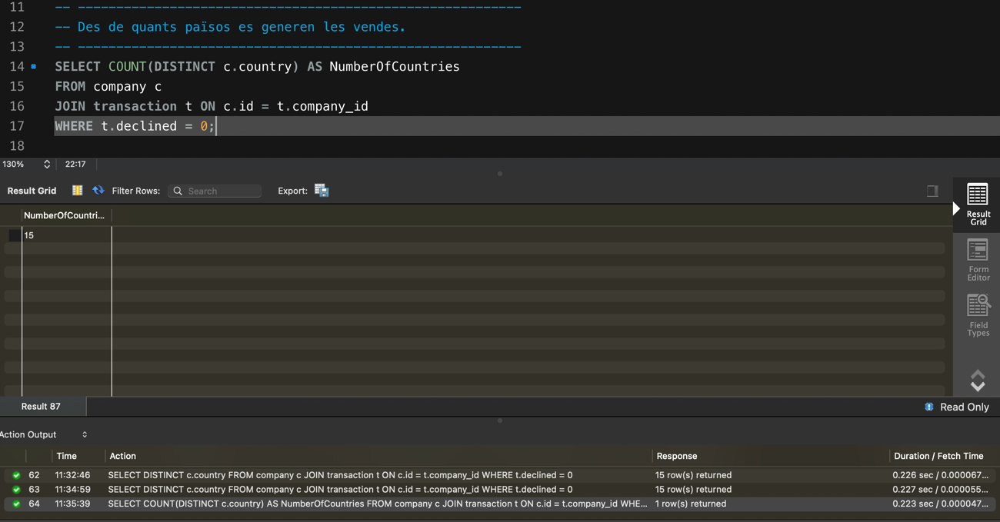 11 -- ----------------------------------------------------------
12 -- Des de quants països es generen les vendes.
13 -- ----------------------------------------------------------
14 SELECT COUNT(DISTINCT c.country) AS NumberOfCountries
15 FROM company c
16 JOIN transaction t ON c.id = t.company_id
17 WHERE t.declined = 0;
18
130% 22:17
Result Grid Filter Rows: Search Export:
Result Grid
Form Editor
Field Types
NumberOfCountri...
15
Result 87 Read Only
Action Output
Time Action Response Duration / Fetch Time
62 11:32:46 SELECT DISTINCT c.country FROM company c JOIN transaction t ON c.id = t.company_id WHERE t.declined = 0 15 row(s) returned 0.226 sec / 0.000067...
63 11:34:59 SELECT DISTINCT c.country FROM company c JOIN transaction t ON c.id = t.company_id WHERE t.declined = 0 15 row(s) returned 0.227 sec / 0.000055...
64 11:35:39 SELECT COUNT(DISTINCT c.country) AS NumberOfCountries FROM company c JOIN transaction t ON c.id = t.company_id WHE... 1 row(s) returned 0.223 sec / 0.000047...